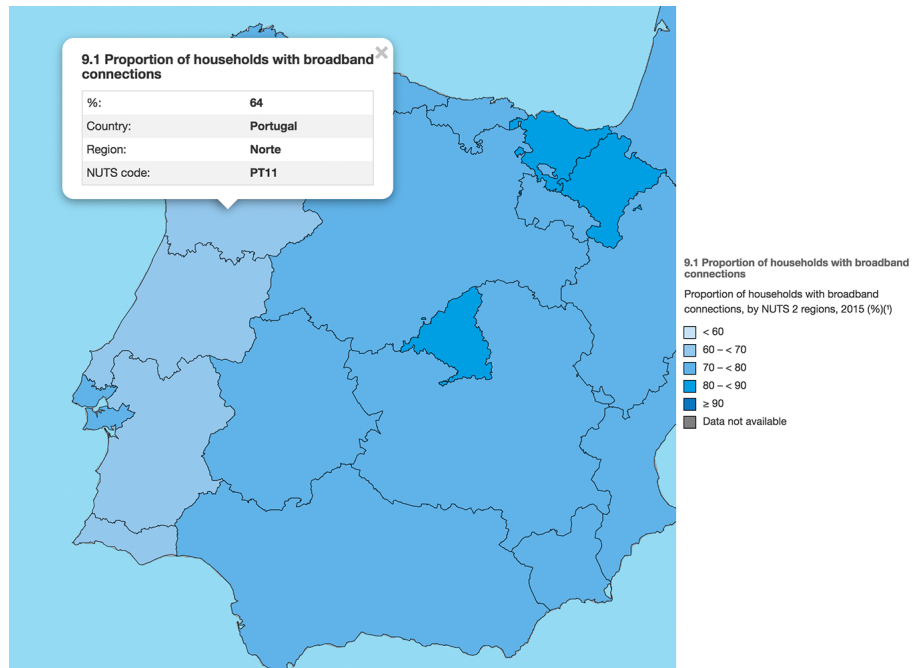 9.1 Proportion of households with broadband
connections
%: 64
Country: Portugal
Region: Norte
NUTS code: PT11
9.1 Proportion of households with broadband
connections
Proportion of households with broadband
connections, by NUTS 2 regions, 2015 (%)(¹)
< 60
60 – < 70
70 – < 80
80 – < 90
≥ 90
Data not available